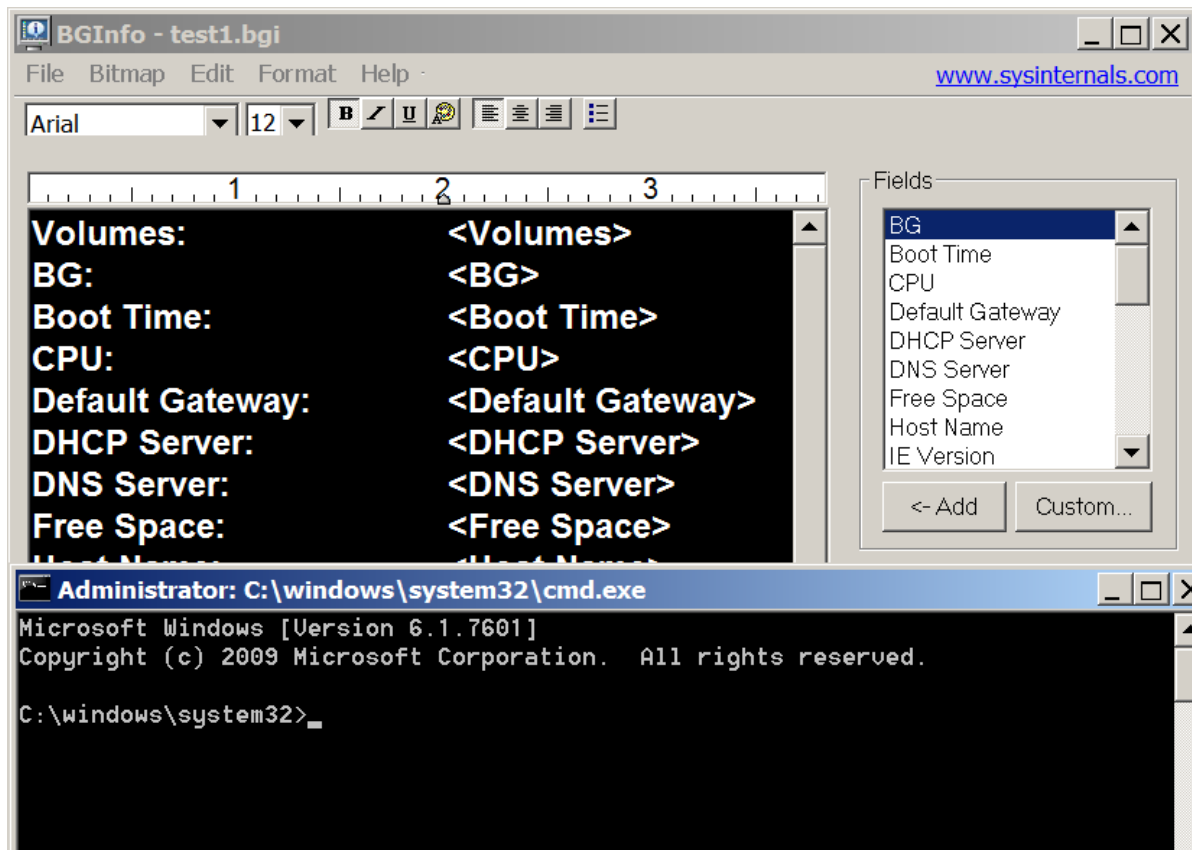 BGInfo - test1.bgi
File Bitmap Edit Format Help
www.sysinternals.com
Arial 12 B I U A
1 2 3
Volumes: <Volumes>
BG: <BG>
Boot Time: <Boot Time>
CPU: <CPU>
Default Gateway: <Default Gateway>
DHCP Server: <DHCP Server>
DNS Server: <DNS Server>
Free Space: <Free Space>
Host Name: <Host Name>
Fields
BG
Boot Time
CPU
Default Gateway
DHCP Server
DNS Server
Free Space
Host Name
IE Version
<- Add Custom...
Administrator: C:\windows\system32\cmd.exe
Microsoft Windows [Version 6.1.7601]
Copyright (c) 2009 Microsoft Corporation. All rights reserved.
C:\windows\system32>_